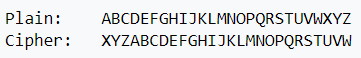 Plain:    ABCDEFGHIJKLMNOPQRSTUVWXYZ
Cipher:   XYZABCDEFGHIJKLMNOPQRSTUVW